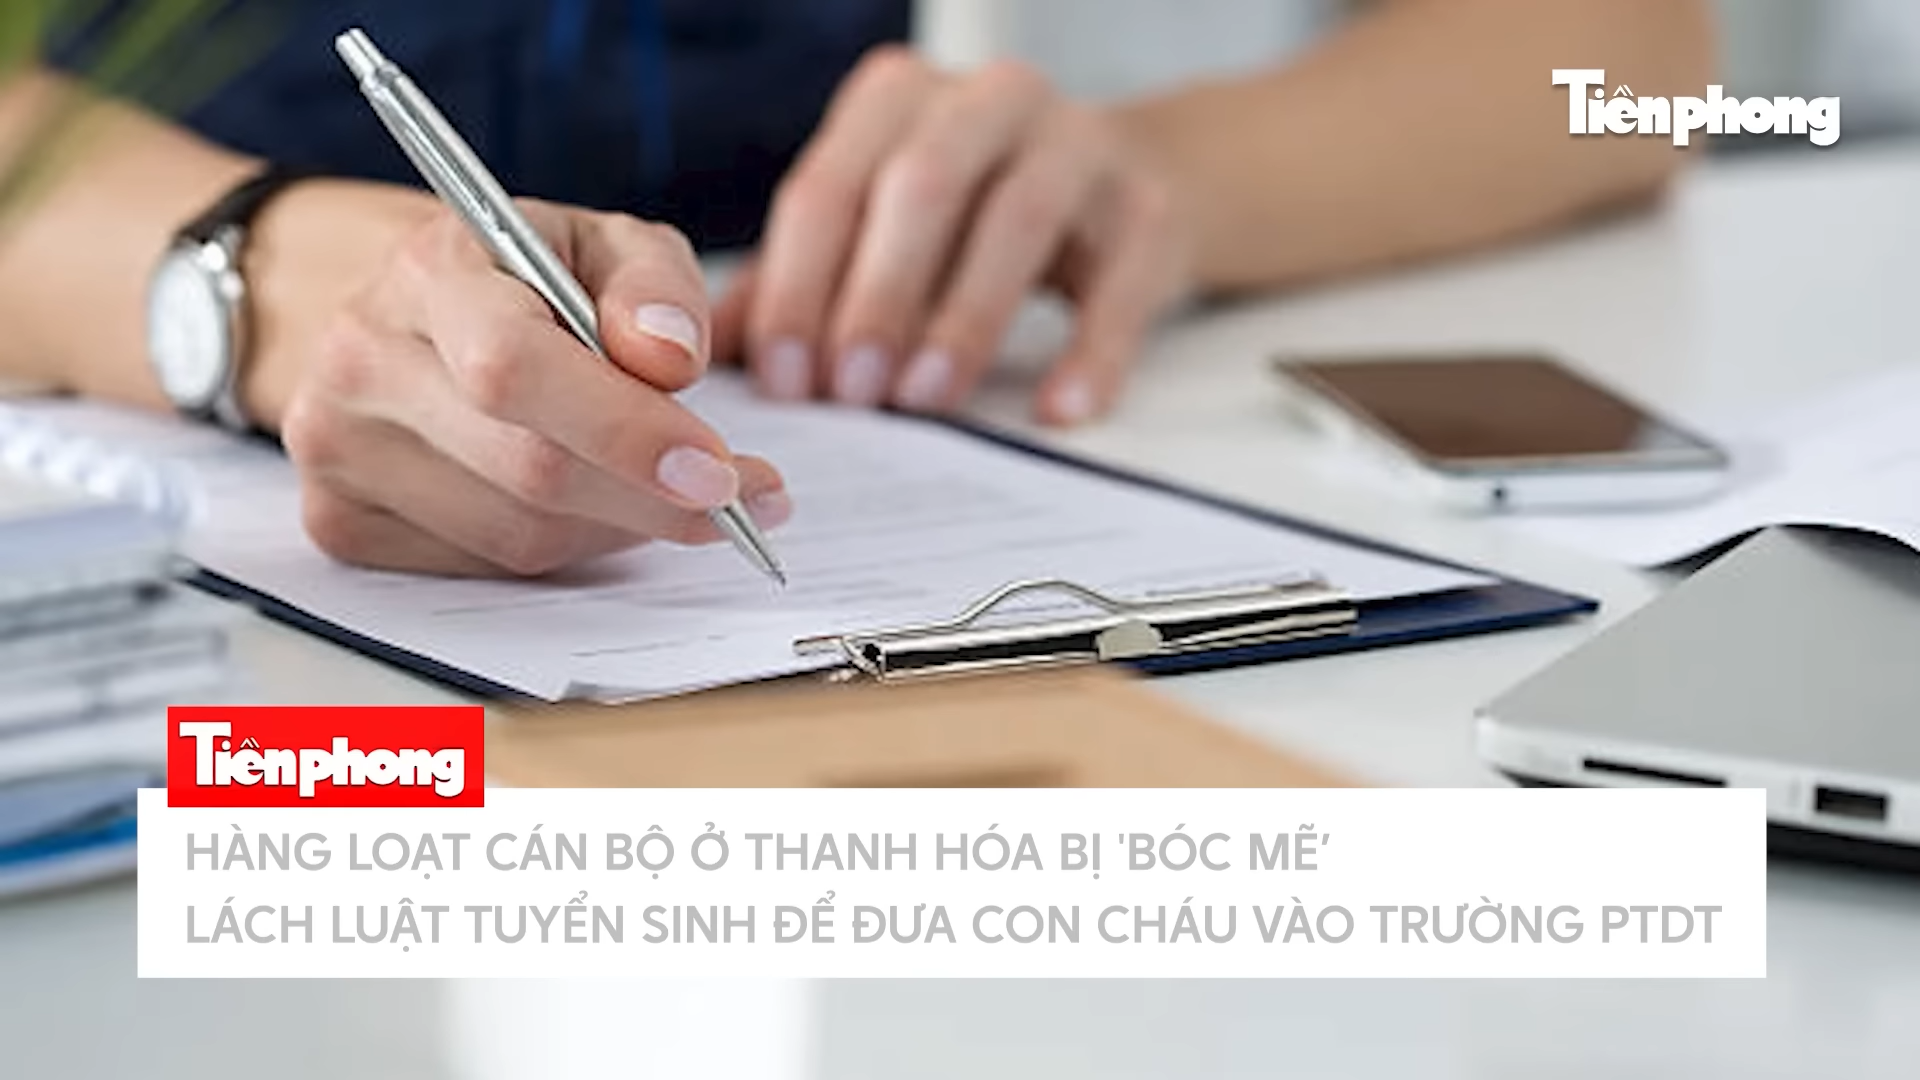 Tiềnphong
Tiềnphong
HÀNG LOẠT CÁN BỘ Ở THANH HÓA BỊ 'BÓC MẼ’
LÁCH LUẬT TUYỂN SINH ĐỂ ĐƯA CON CHÁU VÀO TRƯỜNG PTDT